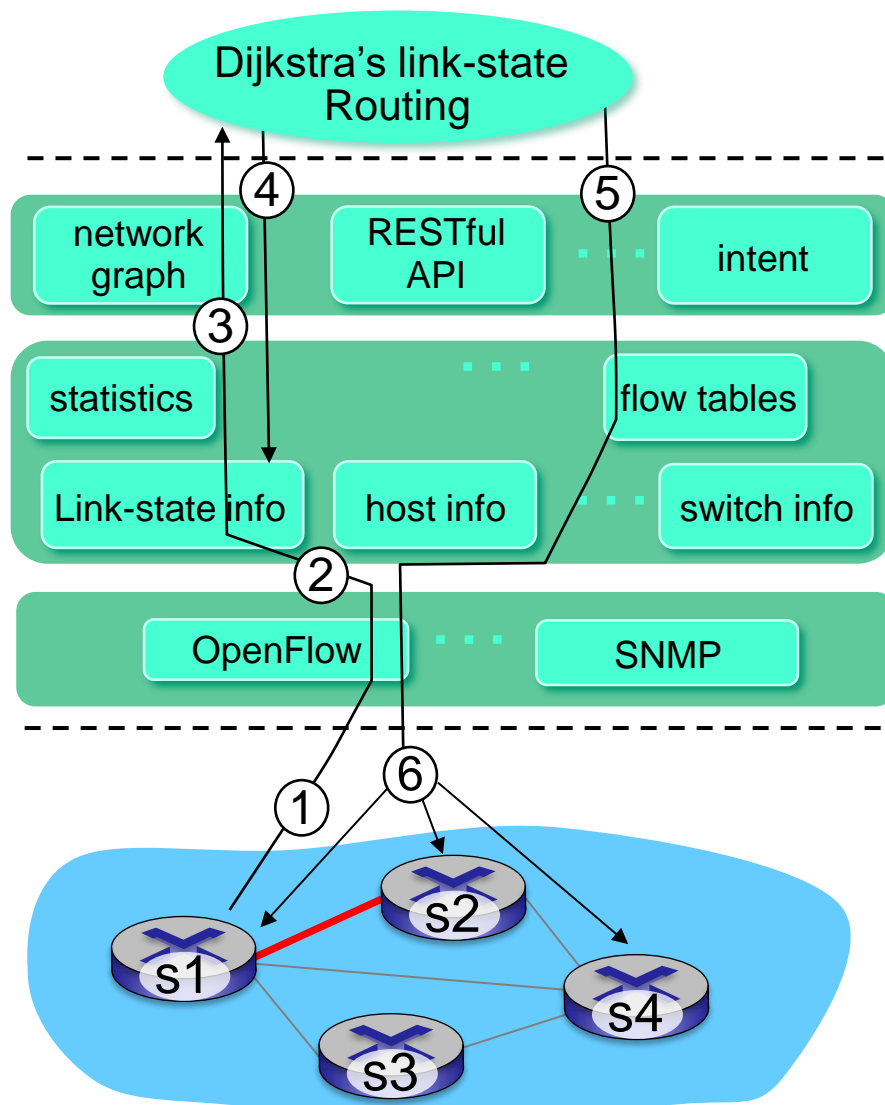 Dijkstra’s link-state
Routing
4
5
network
graph
RESTful
API
intent
3
statistics
flow tables
Link-state info
host info
switch info
2
OpenFlow
SNMP
1
6
s2
s1
s4
s3